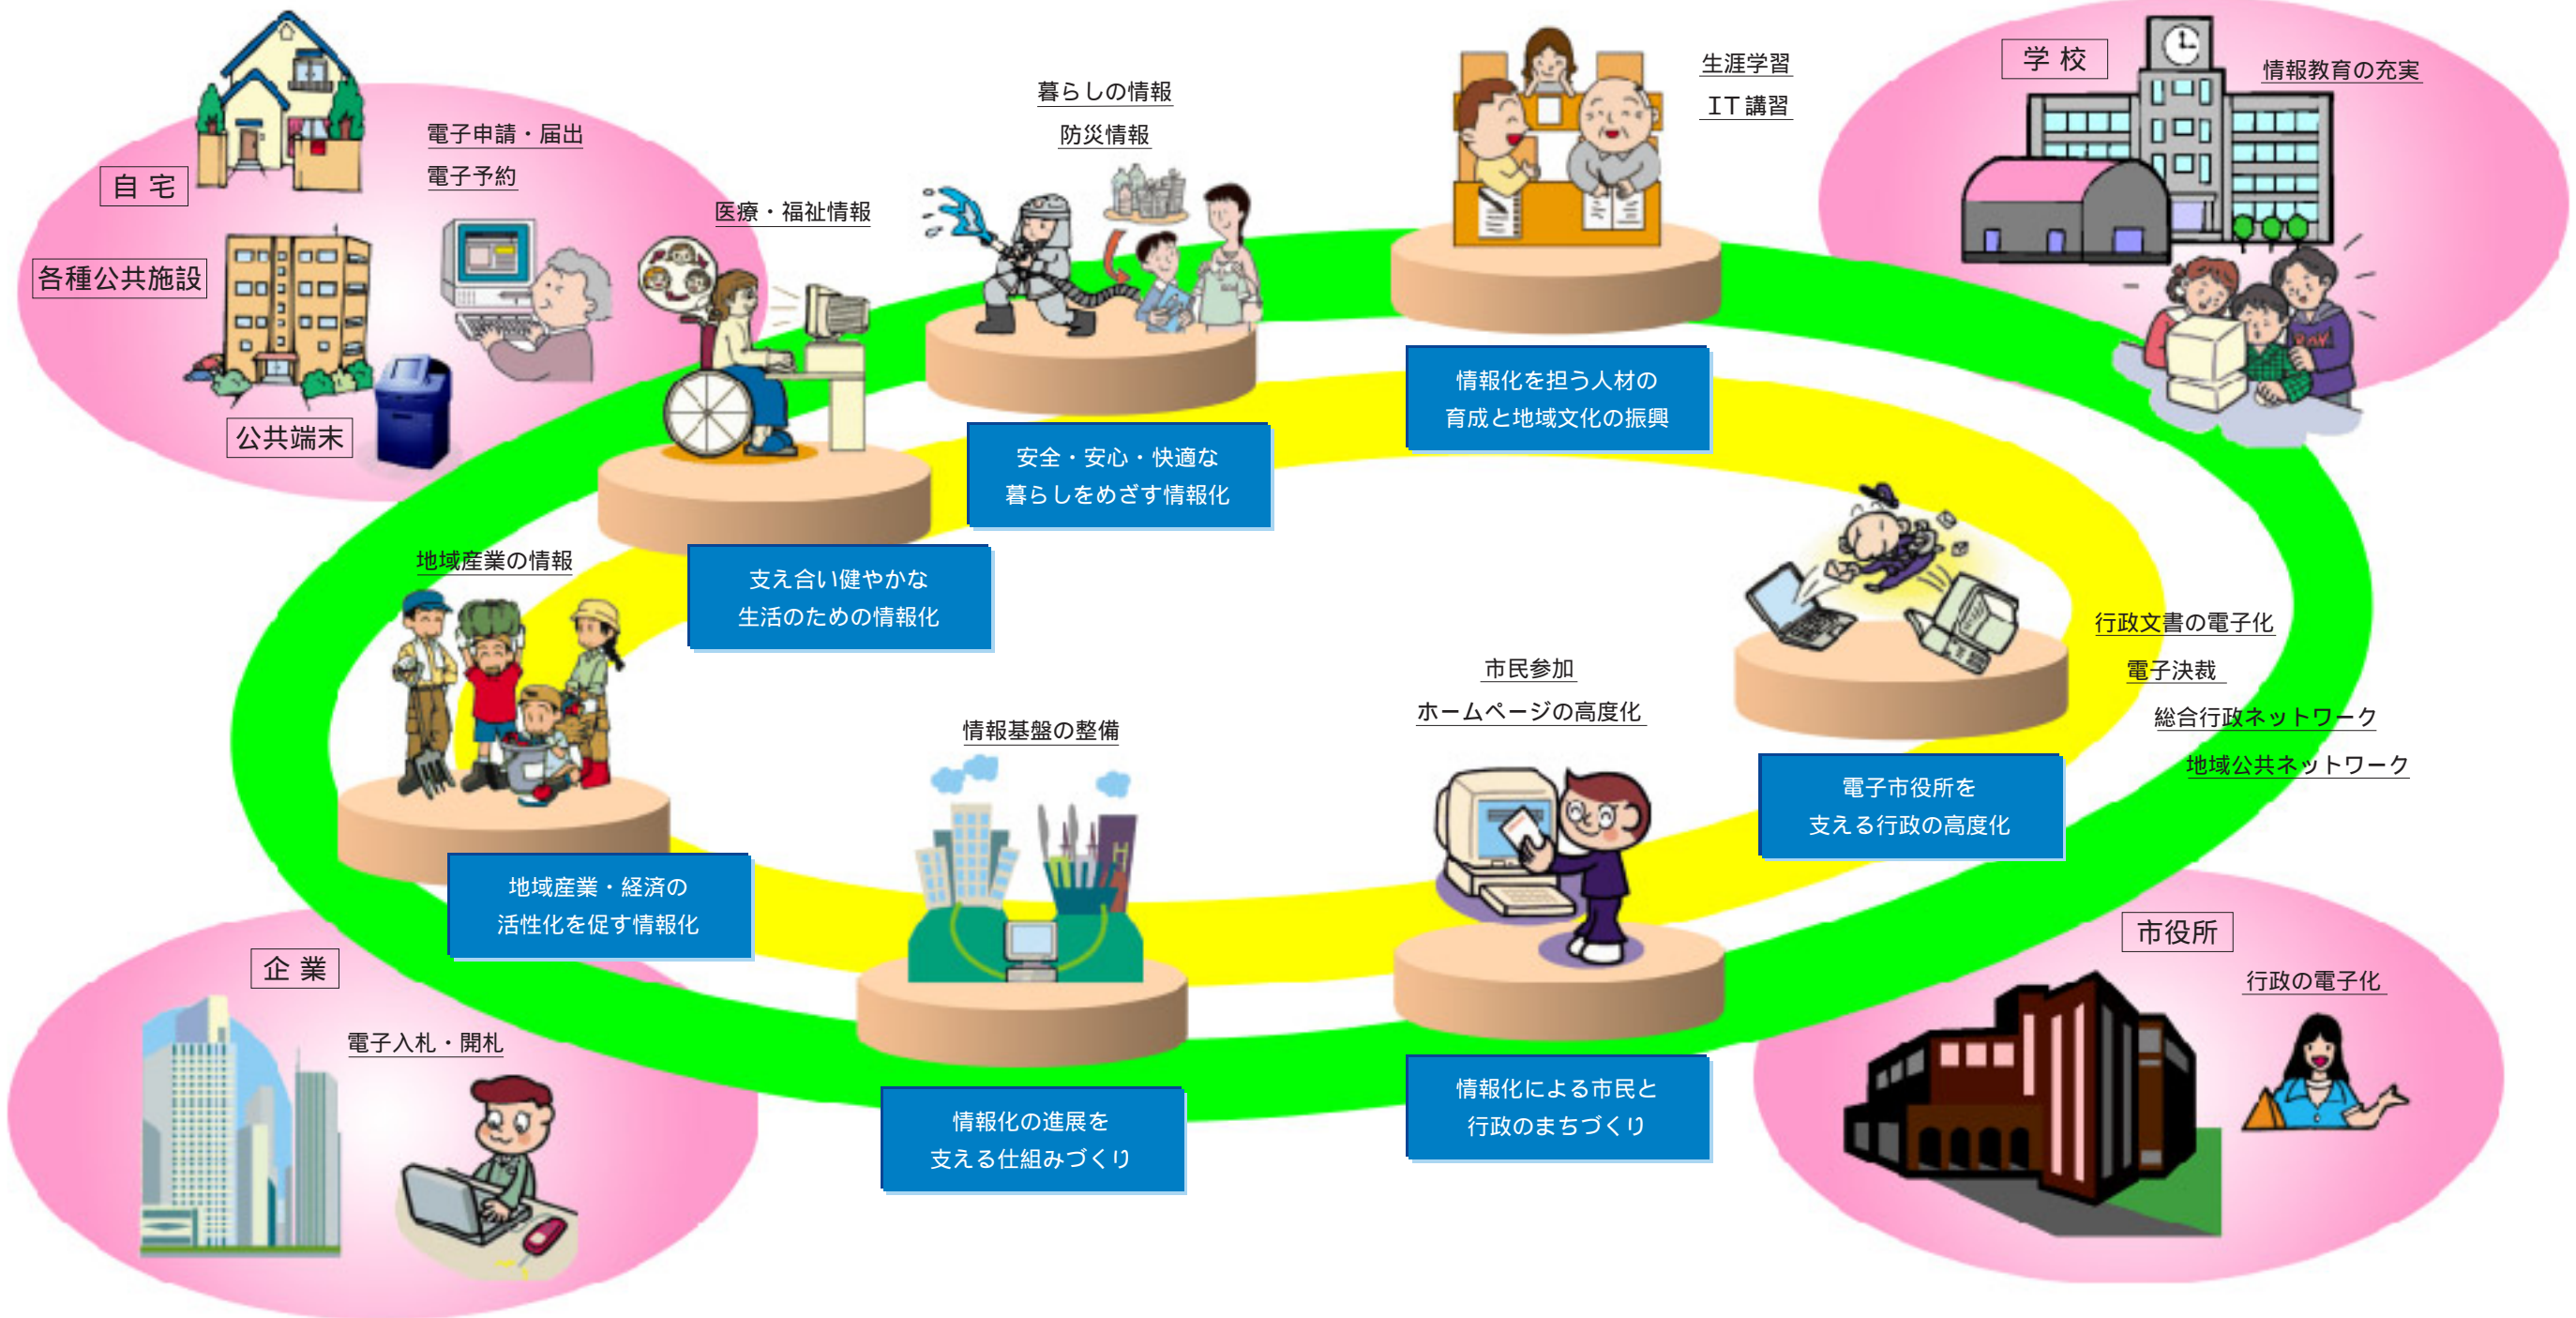 自 宅
電子申請・届出
電子予約
各種公共施設
公共端末
医療・福祉情報
暮らしの情報
防災情報
生涯学習
IT講習
学 校
情報教育の充実
情報化を担う人材の
育成と地域文化の振興
安全・安心・快適な
暮らしをめざす情報化
支え合い健やかな
生活のための情報化
地域産業の情報
地域産業・経済の
活性化を促す情報化
情報基盤の整備
情報化の進展を
支える仕組みづくり
市民参加
ホームページの高度化
情報化による市民と
行政のまちづくり
行政文書の電子化
電子決裁
総合行政ネットワーク
地域公共ネットワーク
電子市役所を
支える行政の高度化
企 業
電子入札・開札
市役所
行政の電子化